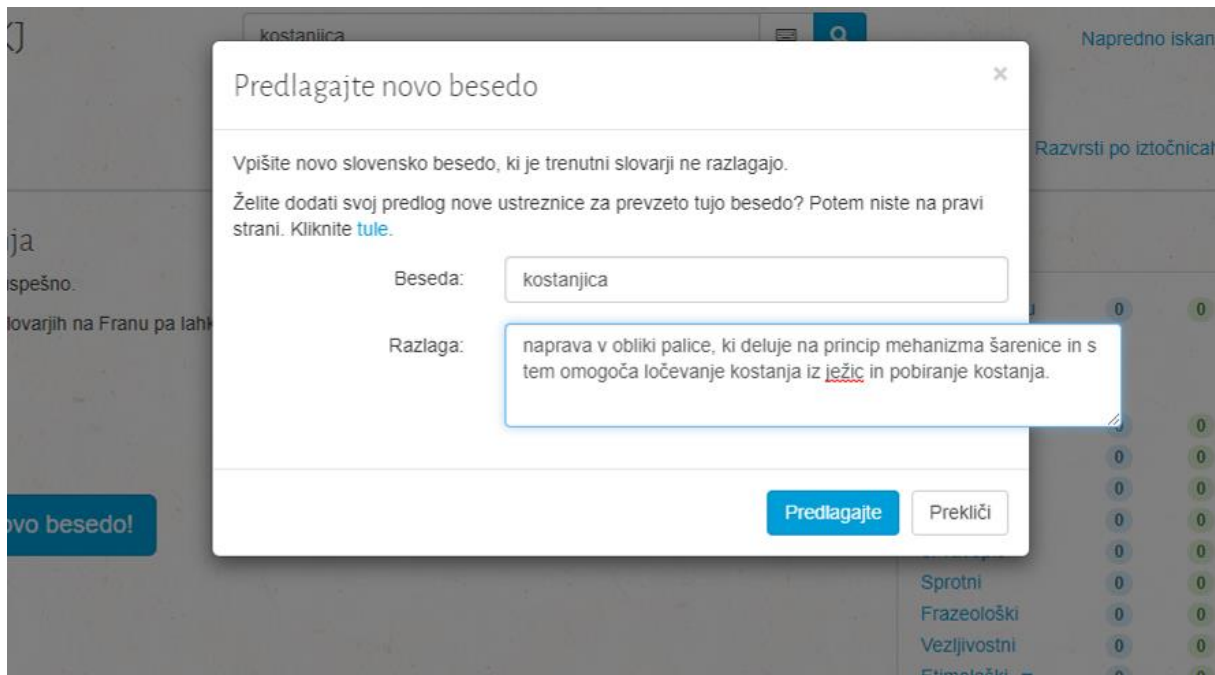 kostanjica
Napredno iskan
Predlagajte novo besedo
×
Vpišite novo slovensko besedo, ki je trenutni slovarji ne razlagajo.
Razvrsti po iztočnicah
Želite dodati svoj predlog nove ustreznice za prevzeto tujo besedo? Potem niste na pravi
strani. Kliknite tule.
ja
spešno.
Beseda: kostanjica
lovarjih na Franu pa lahk
u 0 0
Razlaga: naprava v obliki palice, ki deluje na princip mehanizma šarenice in s
tem omogoča ločevanje kostanja iz ježic in pobiranje kostanja.
0
0 0
0 0
Predlagajte Prekliči
ovo besedo!
0 0
0 0
Sprotni 0 0
Frazeološki 0 0
Vezljivostni 0 0